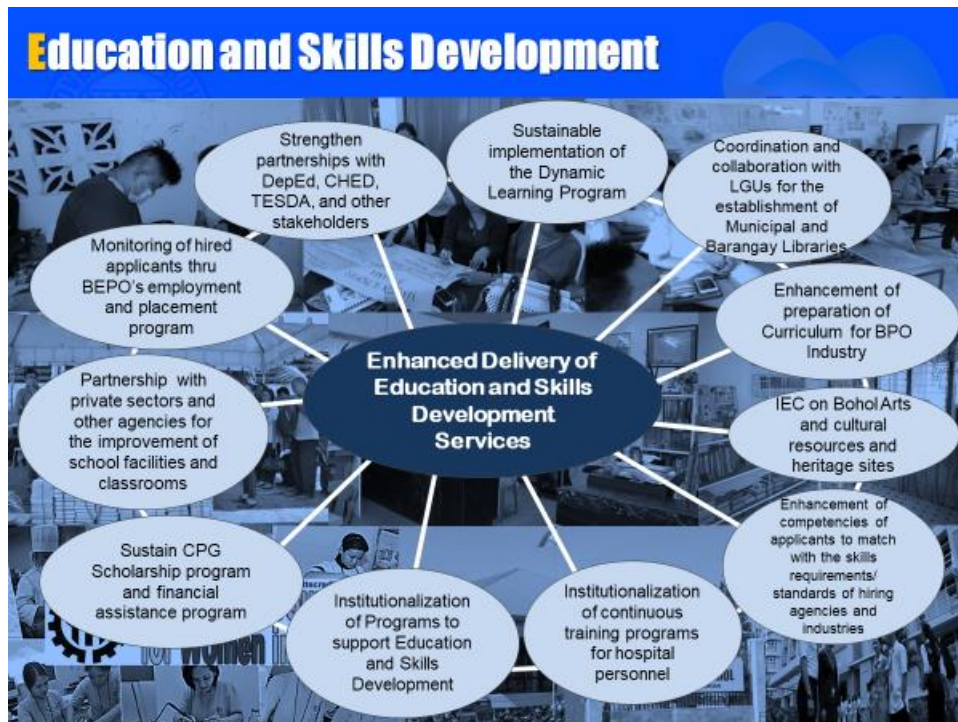 Education and Skills Development
Strengthen
partnerships with
DepEd, CHED,
TESDA, and other
stakeholders
Sustainable
implementation of
the Dynamic
Learning Program
Coordination and
collaboration with
LGUs for the
establishment of
Municipal and
Barangay Libraries
Monitoring of hired
applicants thru
BEPO's employment
and placement
program
Enhancement of
preparation of
Curriculum for BPO
Industry
Enhanced Delivery of
Education and Skills
Development
Services
Partnership with
private sectors and
other agencies for
the improvement of
school facilities and
classrooms
IEC on Bohol Arts
and cultural
resources and
heritage sites
Enhancement of
competencies of
applicants to match
with the skills
requirements/
standards of hiring
agencies and
industries
Sustain CPG
Scholarship program
and financial
assistance program
Institutionalization
of Programs to
support Education
and Skills
Development
Institutionalization
of continuous
training programs
for hospital
personnel
for women